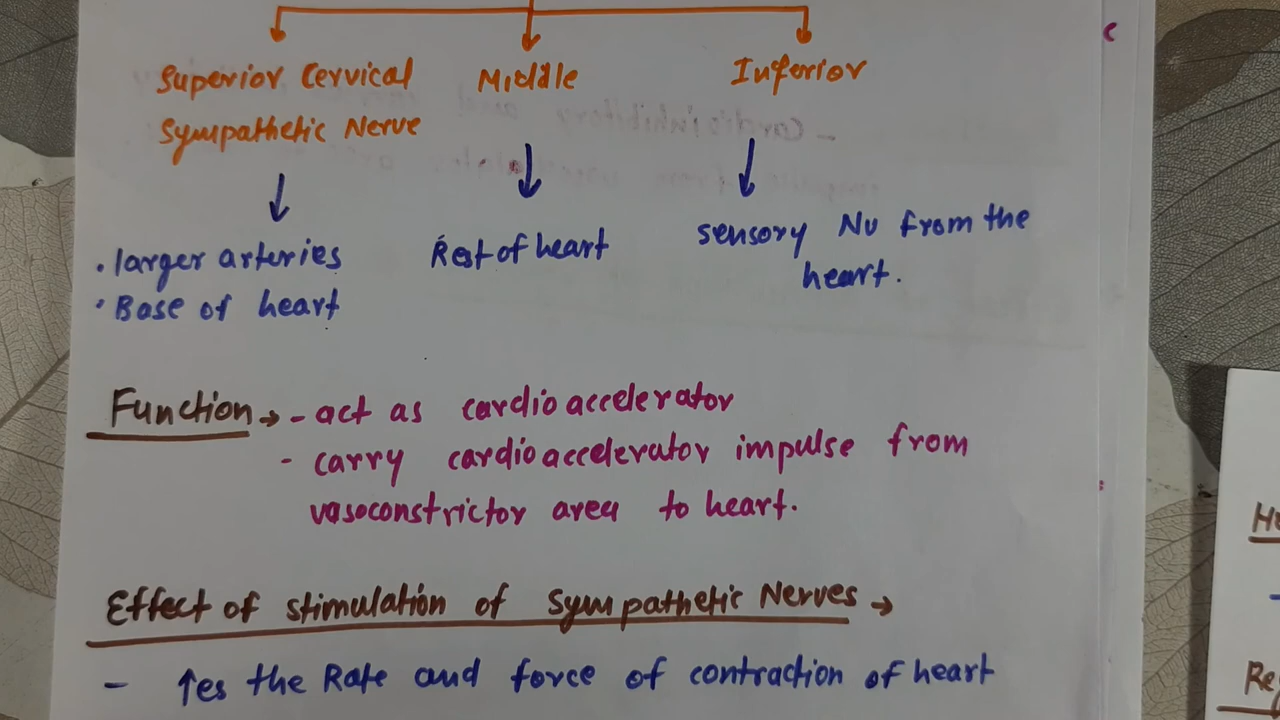 Superior Cervical Middle Inferior
Sympathetic Nerve
• larger arteries Rest of heart sensory Nv from the
• Base of heart heart.
Function → - act as cardioaccelerator
- carry cardioaccelerator impulse from
vasoconstrictor area to heart.
Effect of stimulation of Sympathetic Nerves →
- ↑es the Rate and force of contraction of heart